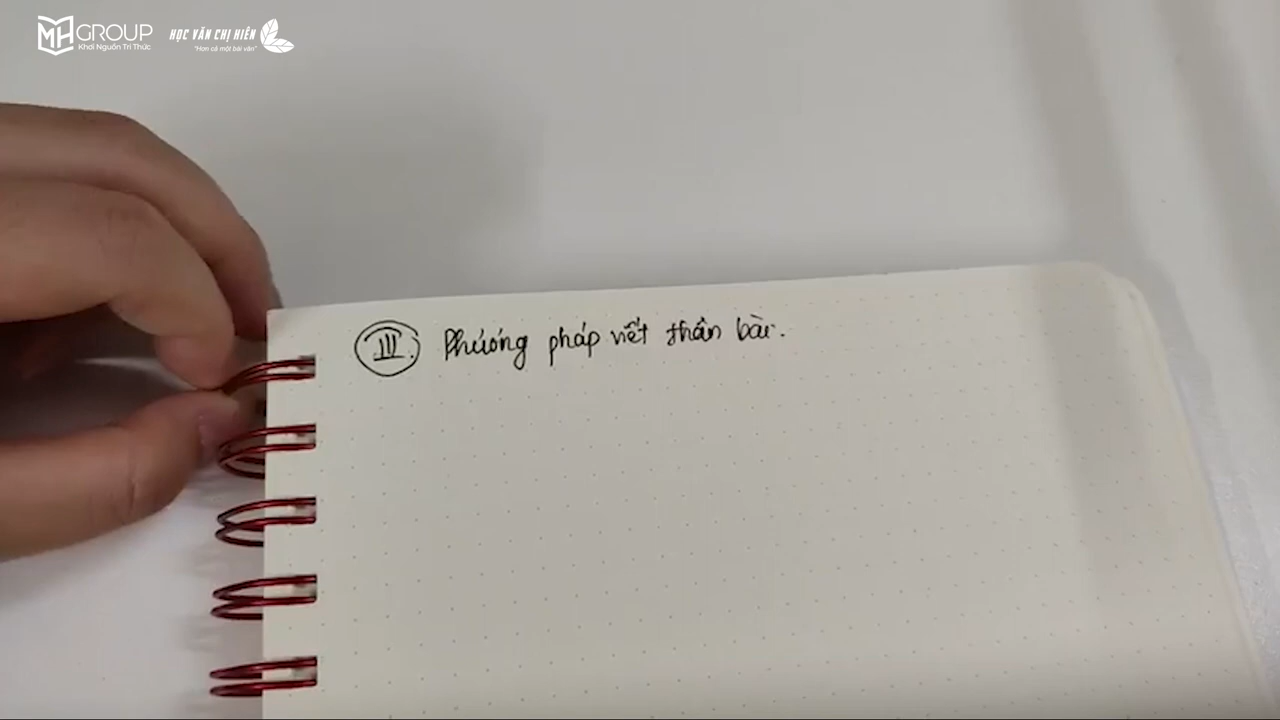 MH GROUP
Khơi Nguồn Tri Thức
HỌC VĂN CHỊ HIÊN
"Hơn cả một bài văn"
III. Phương pháp viết thân bài.